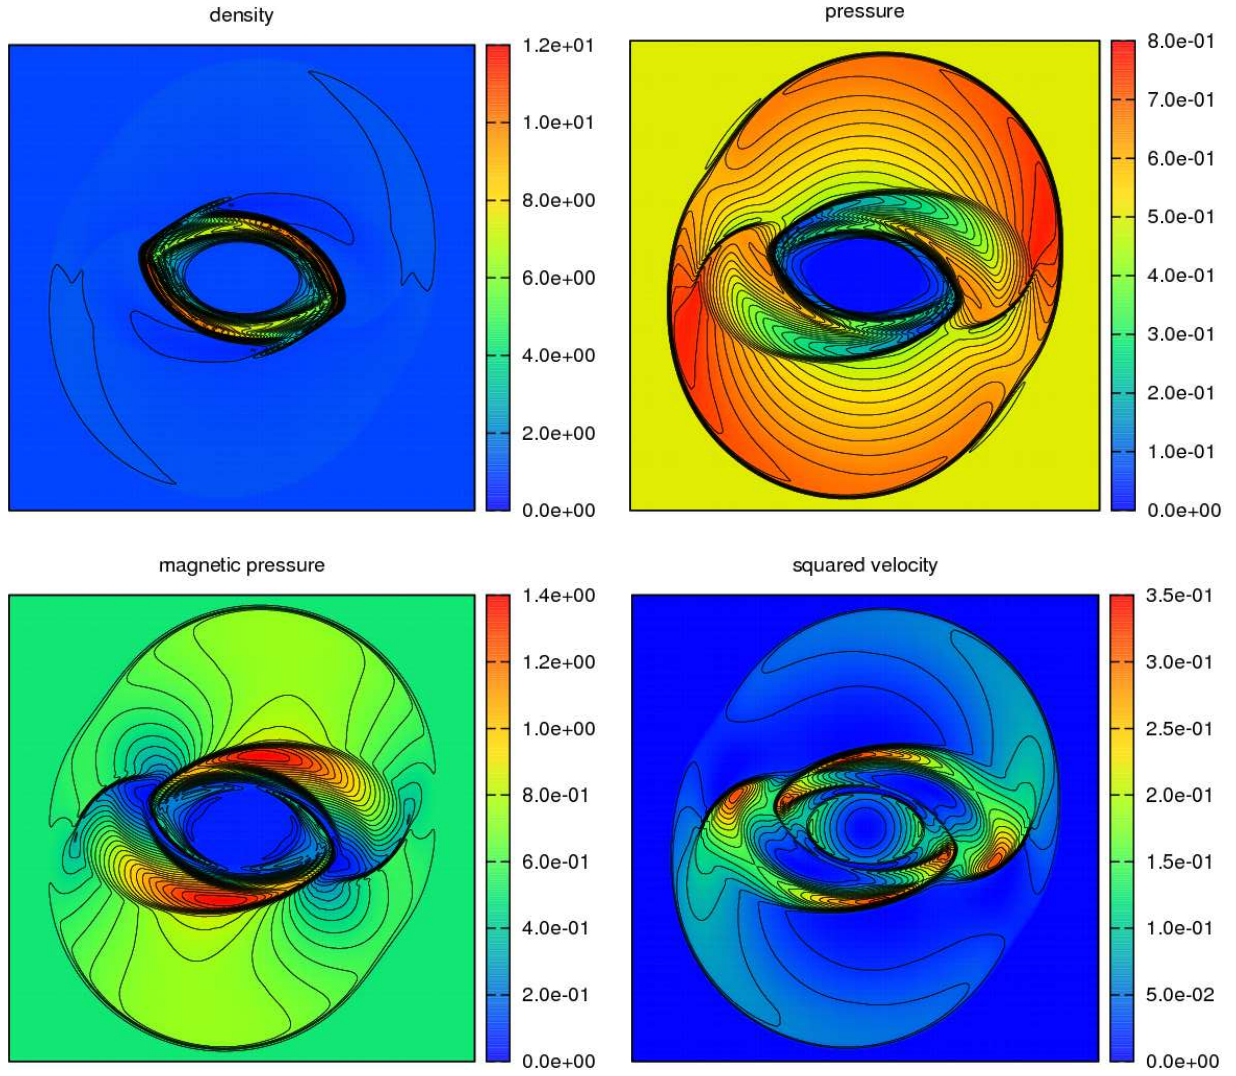 density
1.2e+01
1.0e+01
8.0e+00
6.0e+00
4.0e+00
2.0e+00
0.0e+00
pressure
8.0e-01
7.0e-01
6.0e-01
5.0e-01
4.0e-01
3.0e-01
2.0e-01
1.0e-01
0.0e+00
magnetic pressure
1.4e+00
1.2e+00
1.0e+00
8.0e-01
6.0e-01
4.0e-01
2.0e-01
0.0e+00
squared velocity
3.5e-01
3.0e-01
2.5e-01
2.0e-01
1.5e-01
1.0e-01
5.0e-02
0.0e+00